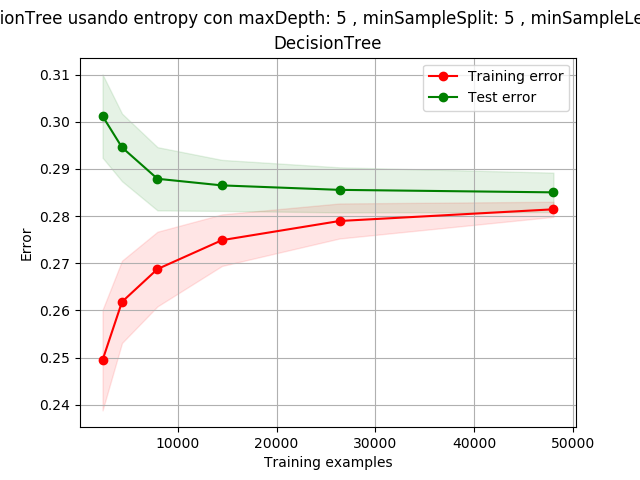 ionTree usando entropy con maxDepth: 5 , minSampleSplit: 5 , minSampleLe
DecisionTree
Training error
Test error
0.31
0.30
0.29
0.28
0.27
0.26
0.25
0.24
Error
10000 20000 30000 40000 50000
Training examples